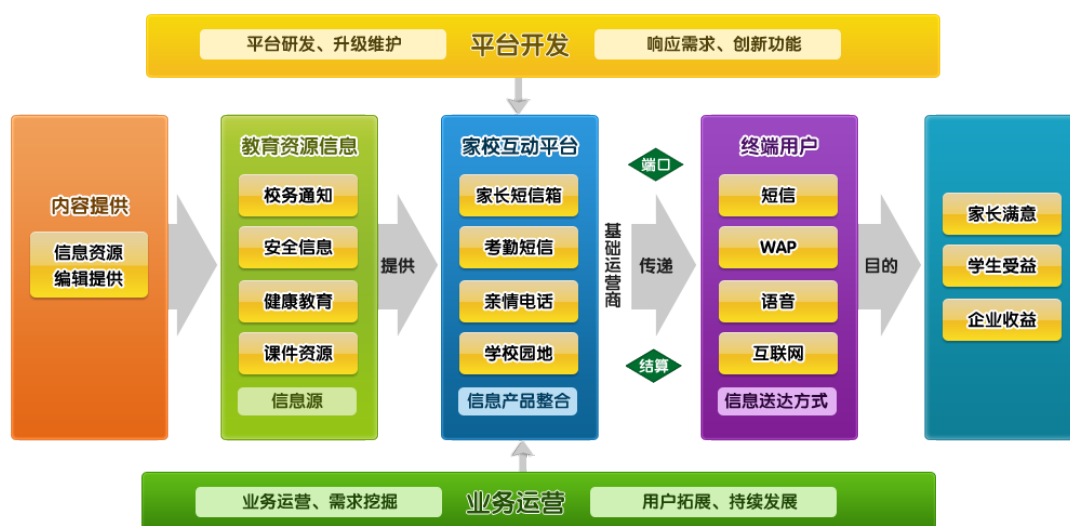 平台研发、升级维护
平台开发
响应需求、创新功能
内容提供
信息资源
编辑提供
教育资源信息
校务通知
安全信息
健康教育
课件资源
信息源
提供
家校互动平台
家长短信箱
考勤短信
亲情电话
学校园地
信息产品整合
基础运营商
端口
传递
结算
终端用户
短信
WAP
语音
互联网
信息送达方式
目的
家长满意
学生受益
企业收益
业务运营、需求挖掘
业务运营
用户拓展、持续发展